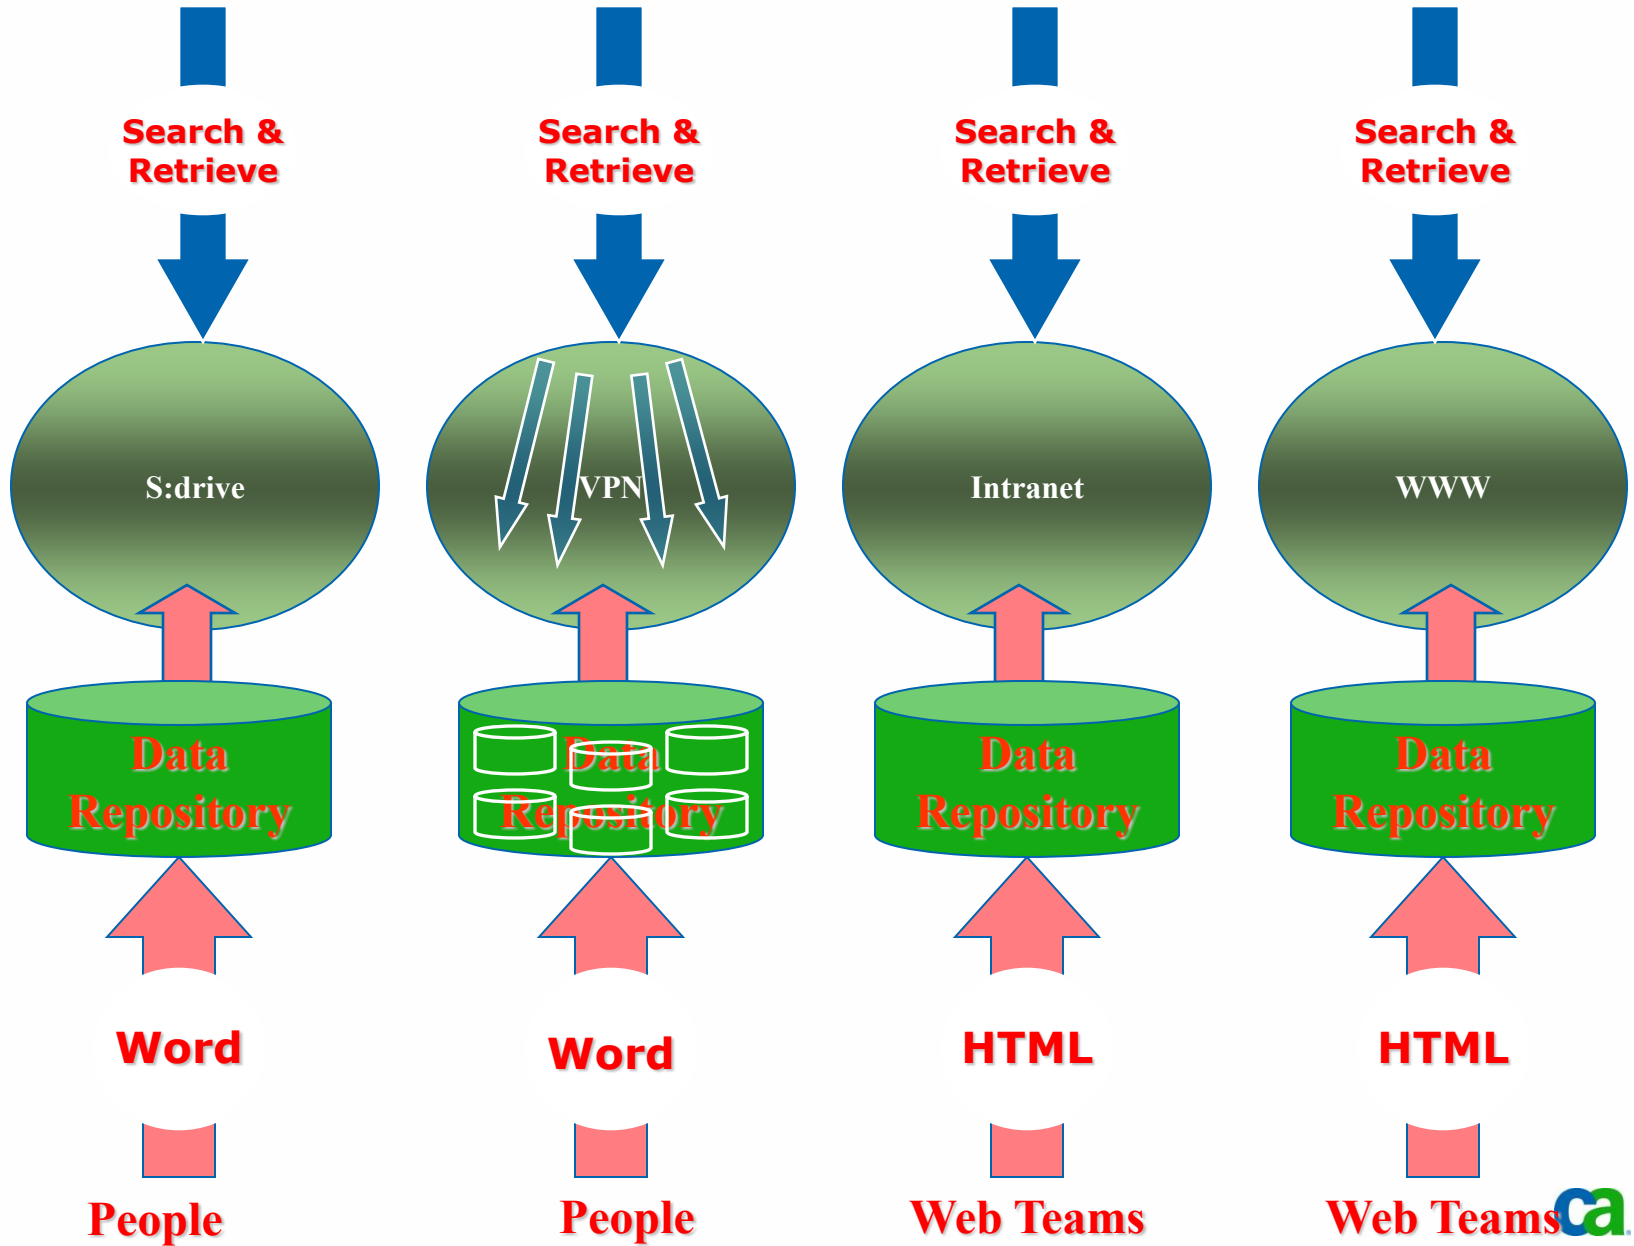 Search &
Retrieve
Search &
Retrieve
Search &
Retrieve
Search &
Retrieve
S:drive
VPN
Intranet
WWW
Data
Repository
Data
Repository
Data
Repository
Data
Repository
Word
Word
HTML
HTML
People
People
Web Teams
Web Teams
ca